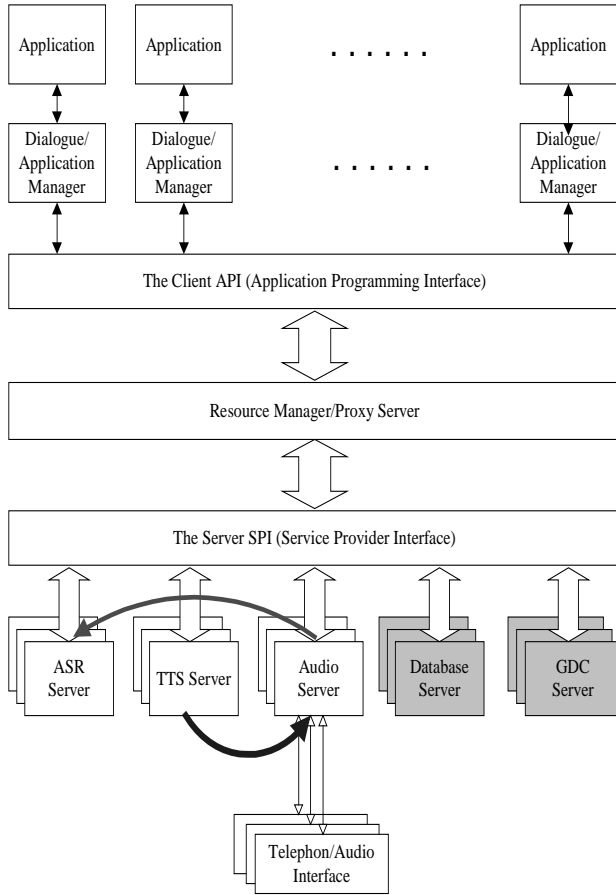 Application
Application
. . . . . .
Application
Dialogue/
Application
Manager
Dialogue/
Application
Manager
. . . . . .
Dialogue/
Application
Manager
The Client API (Application Programming Interface)
Resource Manager/Proxy Server
The Server SPI (Service Provider Interface)
ASR
Server
TTS Server
Audio
Server
Database
Server
GDC
Server
Telephon/Audio
Interface